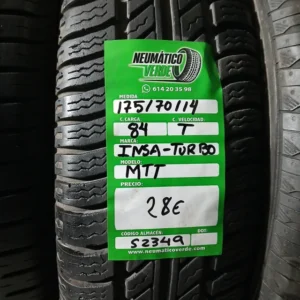 NEUMÁTICO
VERDE
614 20 35 98
MEDIDA
175/70/14
C.CARGA C. VELOCIDAD
84 T
MARCA
INSA-TURBO
MODELO
MTT
PRECIO
28€
CÓDIGO ALMACÉN
S2349
www.neumaticoverde.com